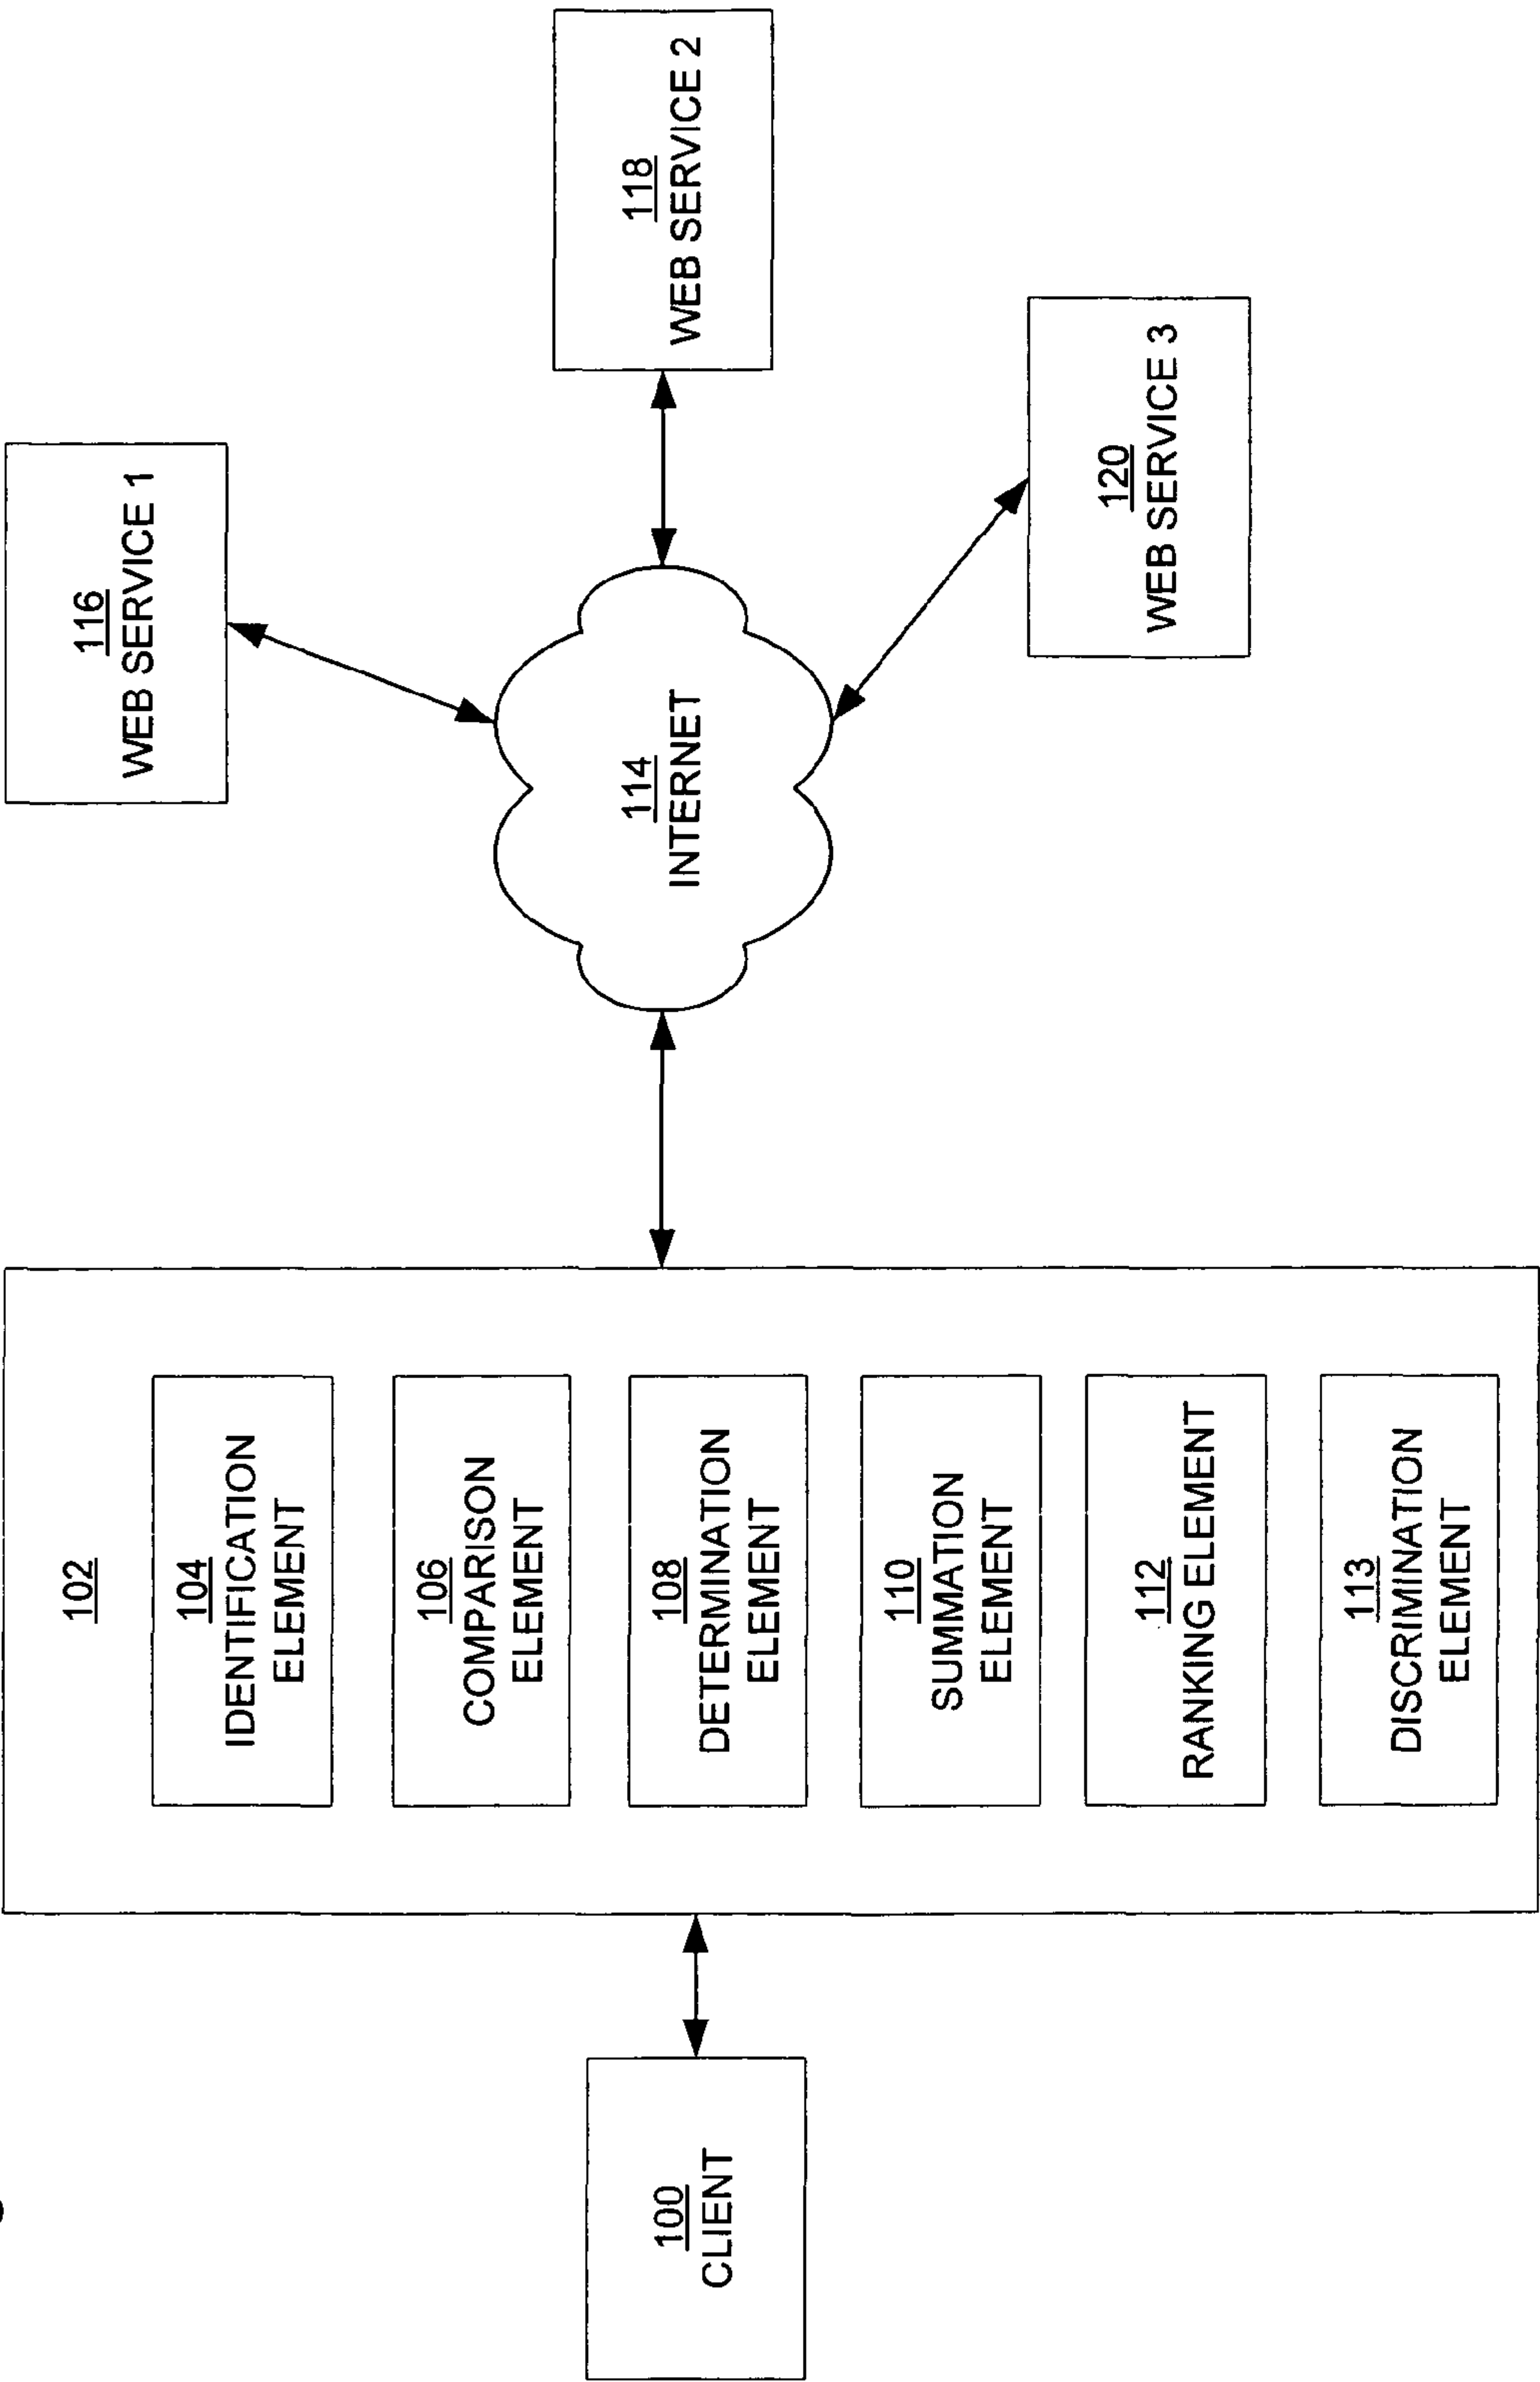 100
CLIENT
102
104
IDENTIFICATION
ELEMENT
106
COMPARISON
ELEMENT
108
DETERMINATION
ELEMENT
110
SUMMATION
ELEMENT
112
RANKING ELEMENT
113
DISCRIMINATION
ELEMENT
114
INTERNET
116
WEB SERVICE 1
118
WEB SERVICE 2
120
WEB SERVICE 3